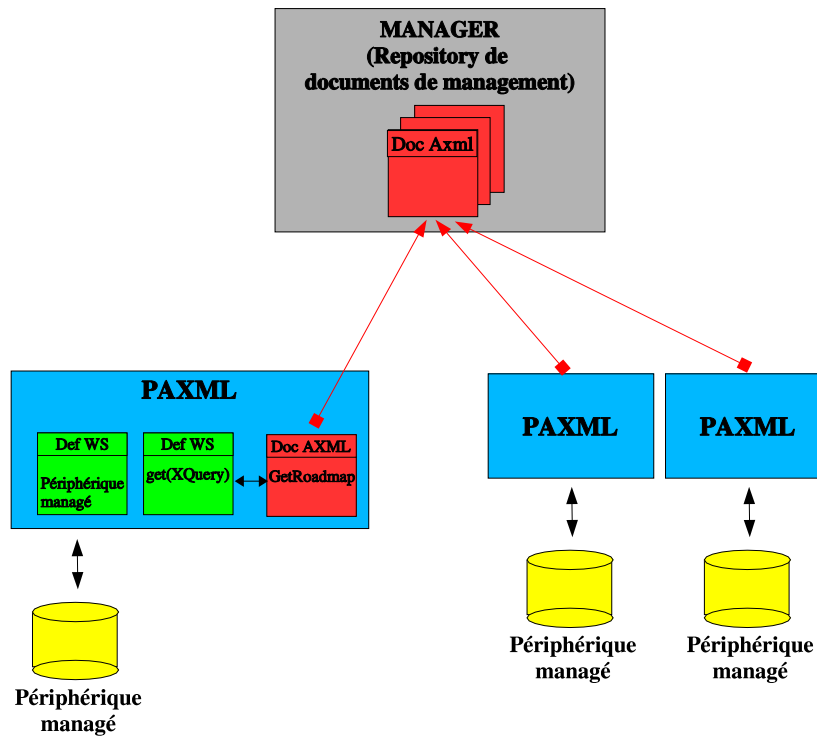 MANAGER
(Repository de
documents de management)
Doc Axml
PAXML
Def WS
Périphérique
managé
Def WS
get(XQuery)
Doc AXML
GetRoadmap
PAXML
PAXML
Périphérique
managé
Périphérique
managé
Périphérique
managé